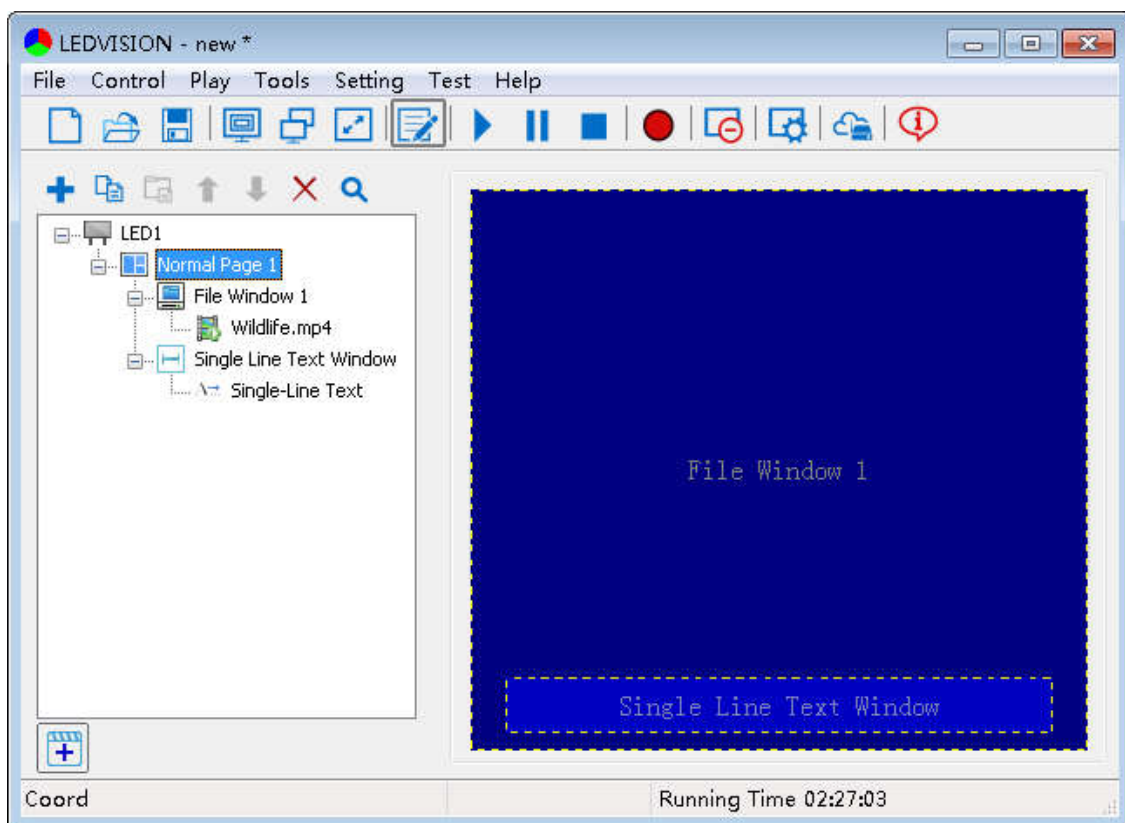 LEDVISION - new *
File Control Play Tools Setting Test Help
LED1
Normal Page 1
File Window 1
Wildlife.mp4
Single Line Text Window
Single-Line Text
File Window 1
Single Line Text Window
Coord
Running Time 02:27:03